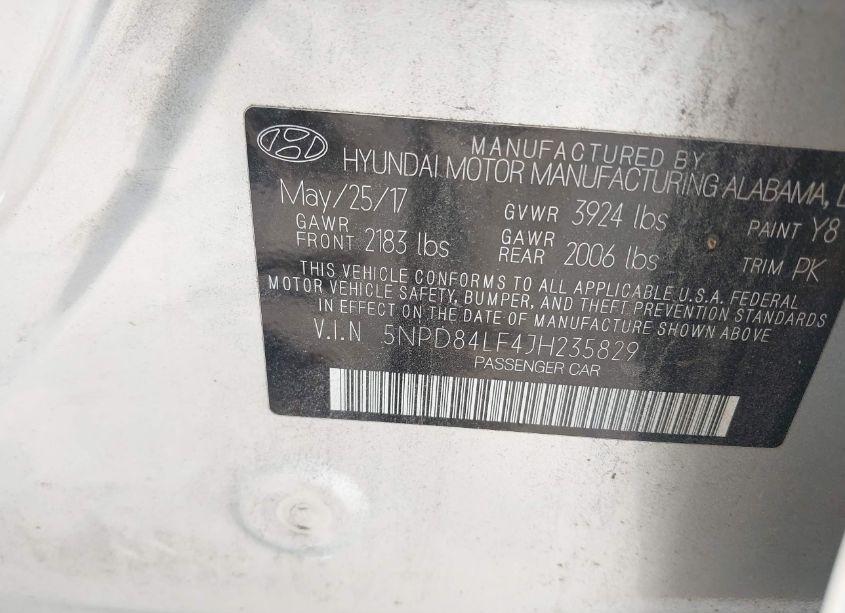 MANUFACTURED BY
HYUNDAI MOTOR MANUFACTURING ALABAMA, L
May/25/17 GVWR 3924 lbs PAINT Y8
GAWR FRONT 2183 lbs GAWR REAR 2006 lbs TRIM PK
THIS VEHICLE CONFORMS TO ALL APPLICABLE U.S.A. FEDERAL
MOTOR VEHICLE SAFETY, BUMPER, AND THEFT PREVENTION STANDARDS
IN EFFECT ON THE DATE OF MANUFACTURE SHOWN ABOVE
V.I.N 5NPD84LF4JH235829
PASSENGER CAR